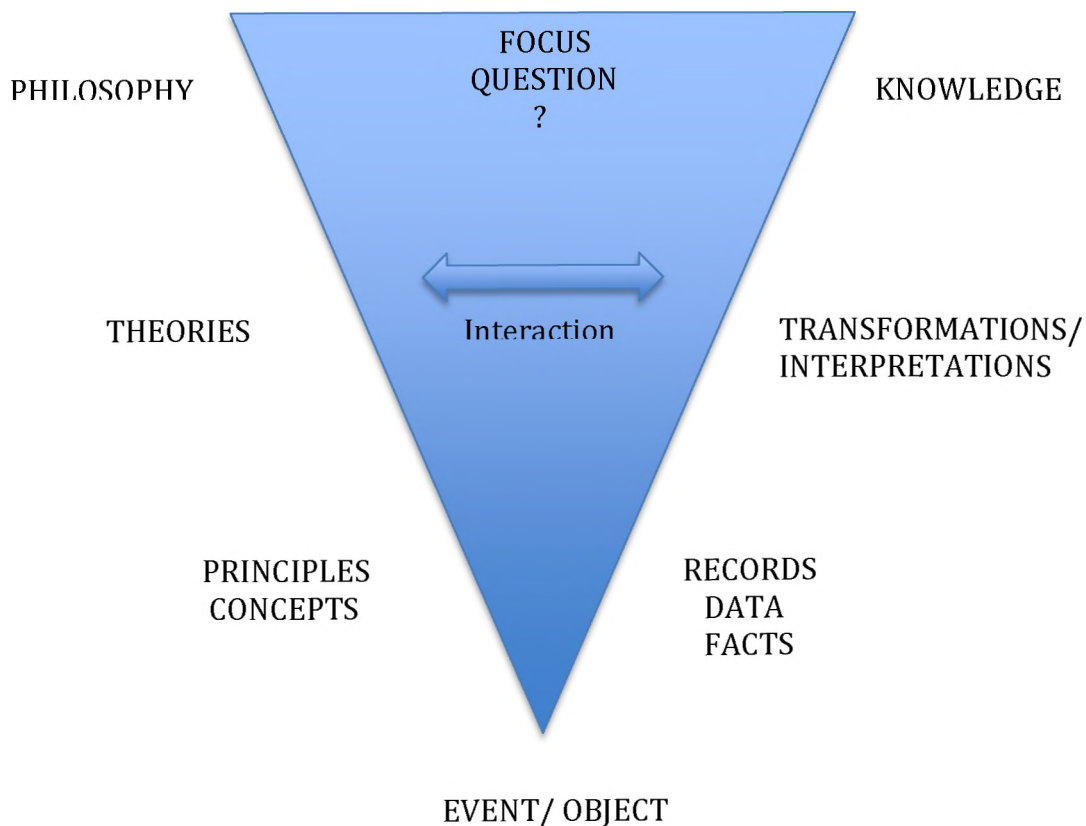 FOCUS
QUESTION
?
PHILOSOPHY
KNOWLEDGE
Interaction
THEORIES
TRANSFORMATIONS/
INTERPRETATIONS
PRINCIPLES
CONCEPTS
RECORDS
DATA
FACTS
EVENT/ OBJECT